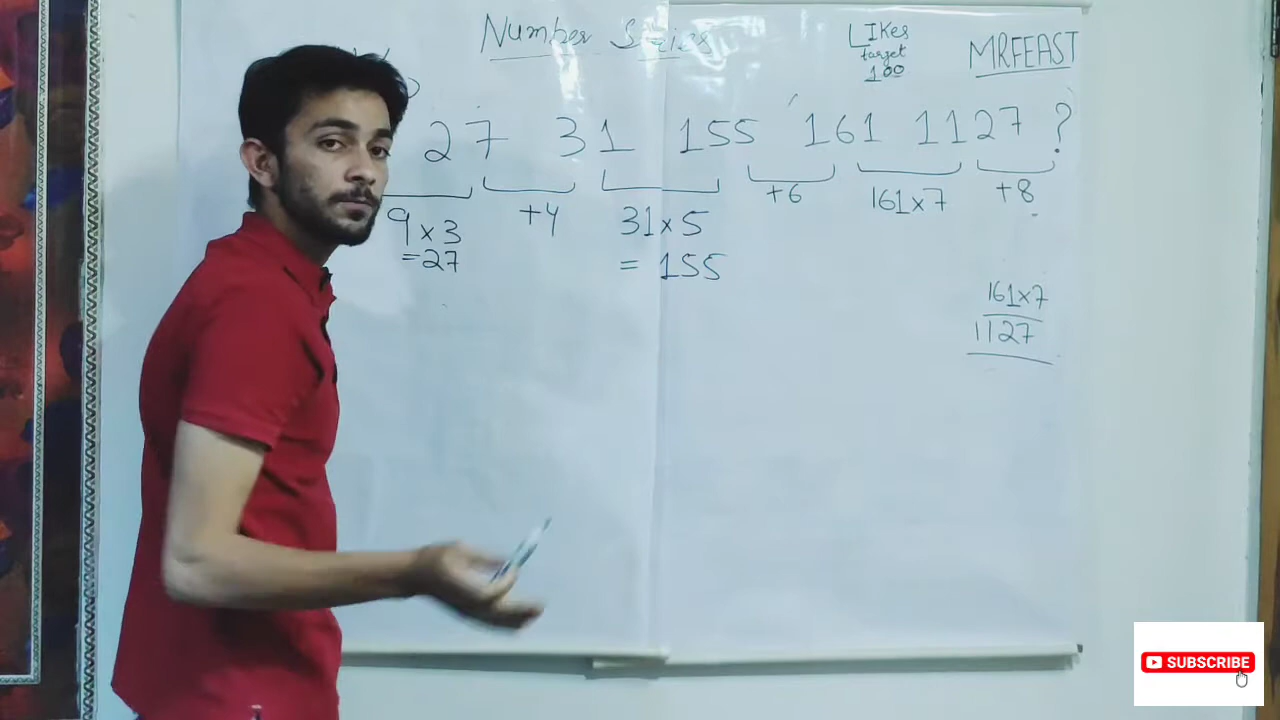 Number Series
LIKes
target
100
MRFEAST
27 31 155 161 1127 ?
9x3
=27
+4
31x5
= 155
+6
161x7
+8
161x7
1127
SUBSCRIBE